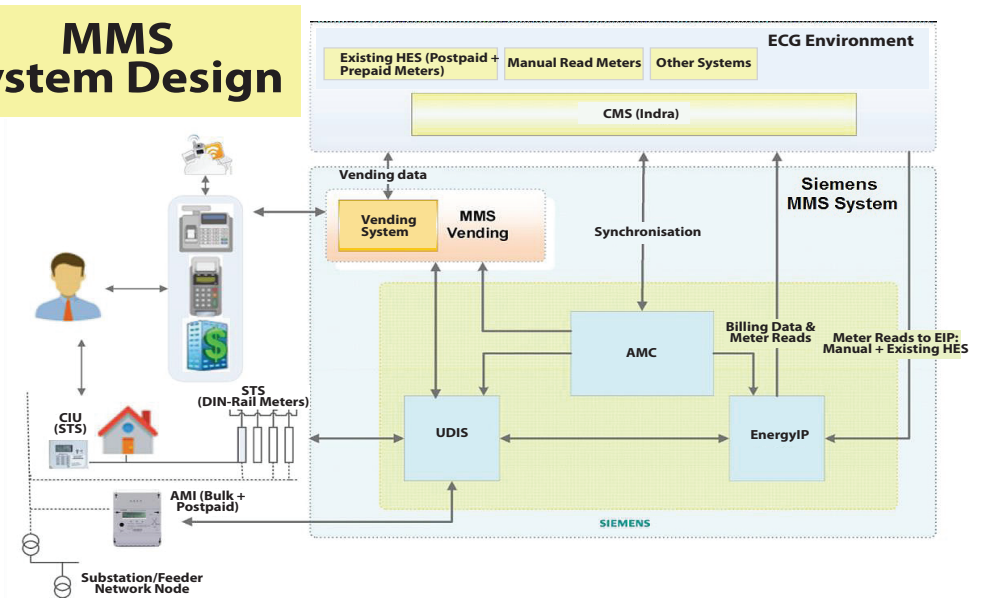 MMS
ystem Design
ECG Environment
Existing HES (Postpaid +
Prepaid Meters)
Manual Read Meters
Other Systems
CMS (Indra)
Vending data
Siemens
MMS System
Vending
System
MMS
Vending
Synchronisation
AMC
Billing Data &
Meter Reads
Meter Reads to EIP:
Manual + Existing HES
STS
(DIN-Rail Meters)
CIU
(STS)
UDIS
EnergyIP
AMI (Bulk +
Postpaid)
SIEMENS
Substation/Feeder
Network Node